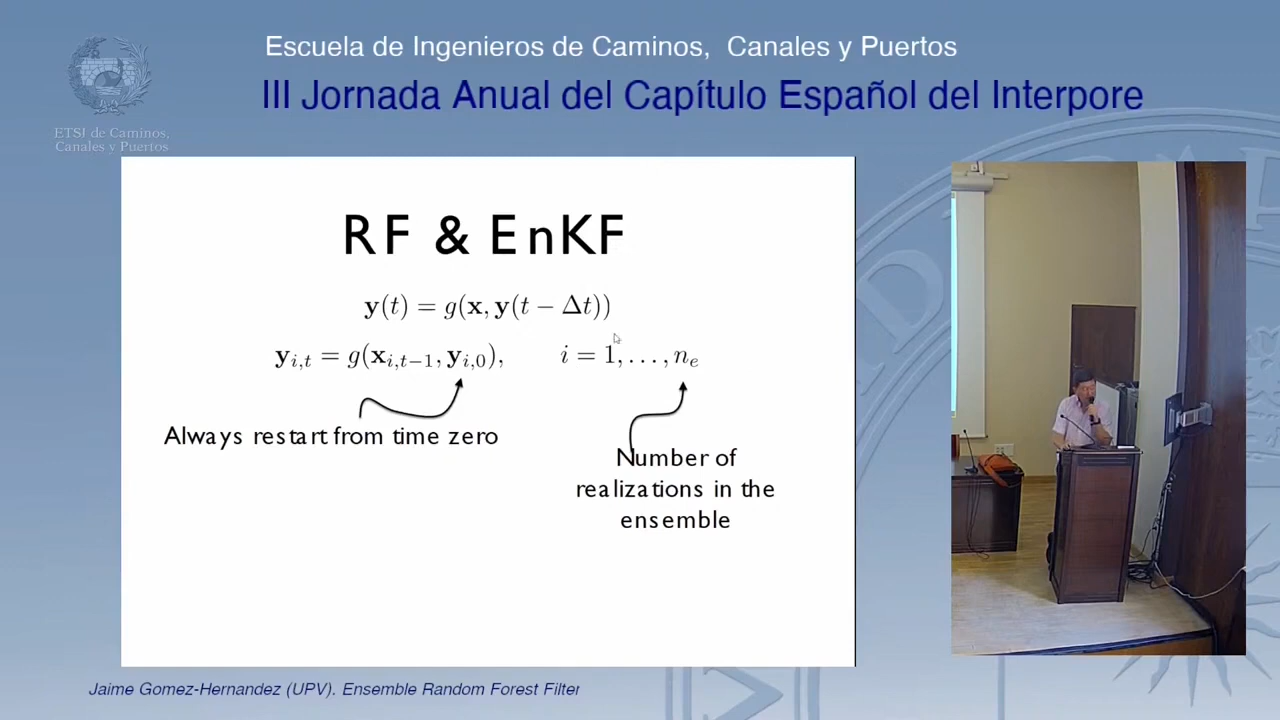 Escuela de Ingenieros de Caminos, Canales y Puertos
III Jornada Anual del Capítulo Español del Interpore
ETSI de Caminos,
Canales y Puertos
RF & EnKF
y(t) = g(x, y(t − Δt))
y_{i,t} = g(x_{i,t−1}, y_{i,0}), i = 1, . . . , n_e
Always restart from time zero
Number of
realizations in the
ensemble
Jaime Gomez-Hernandez (UPV). Ensemble Random Forest Filter